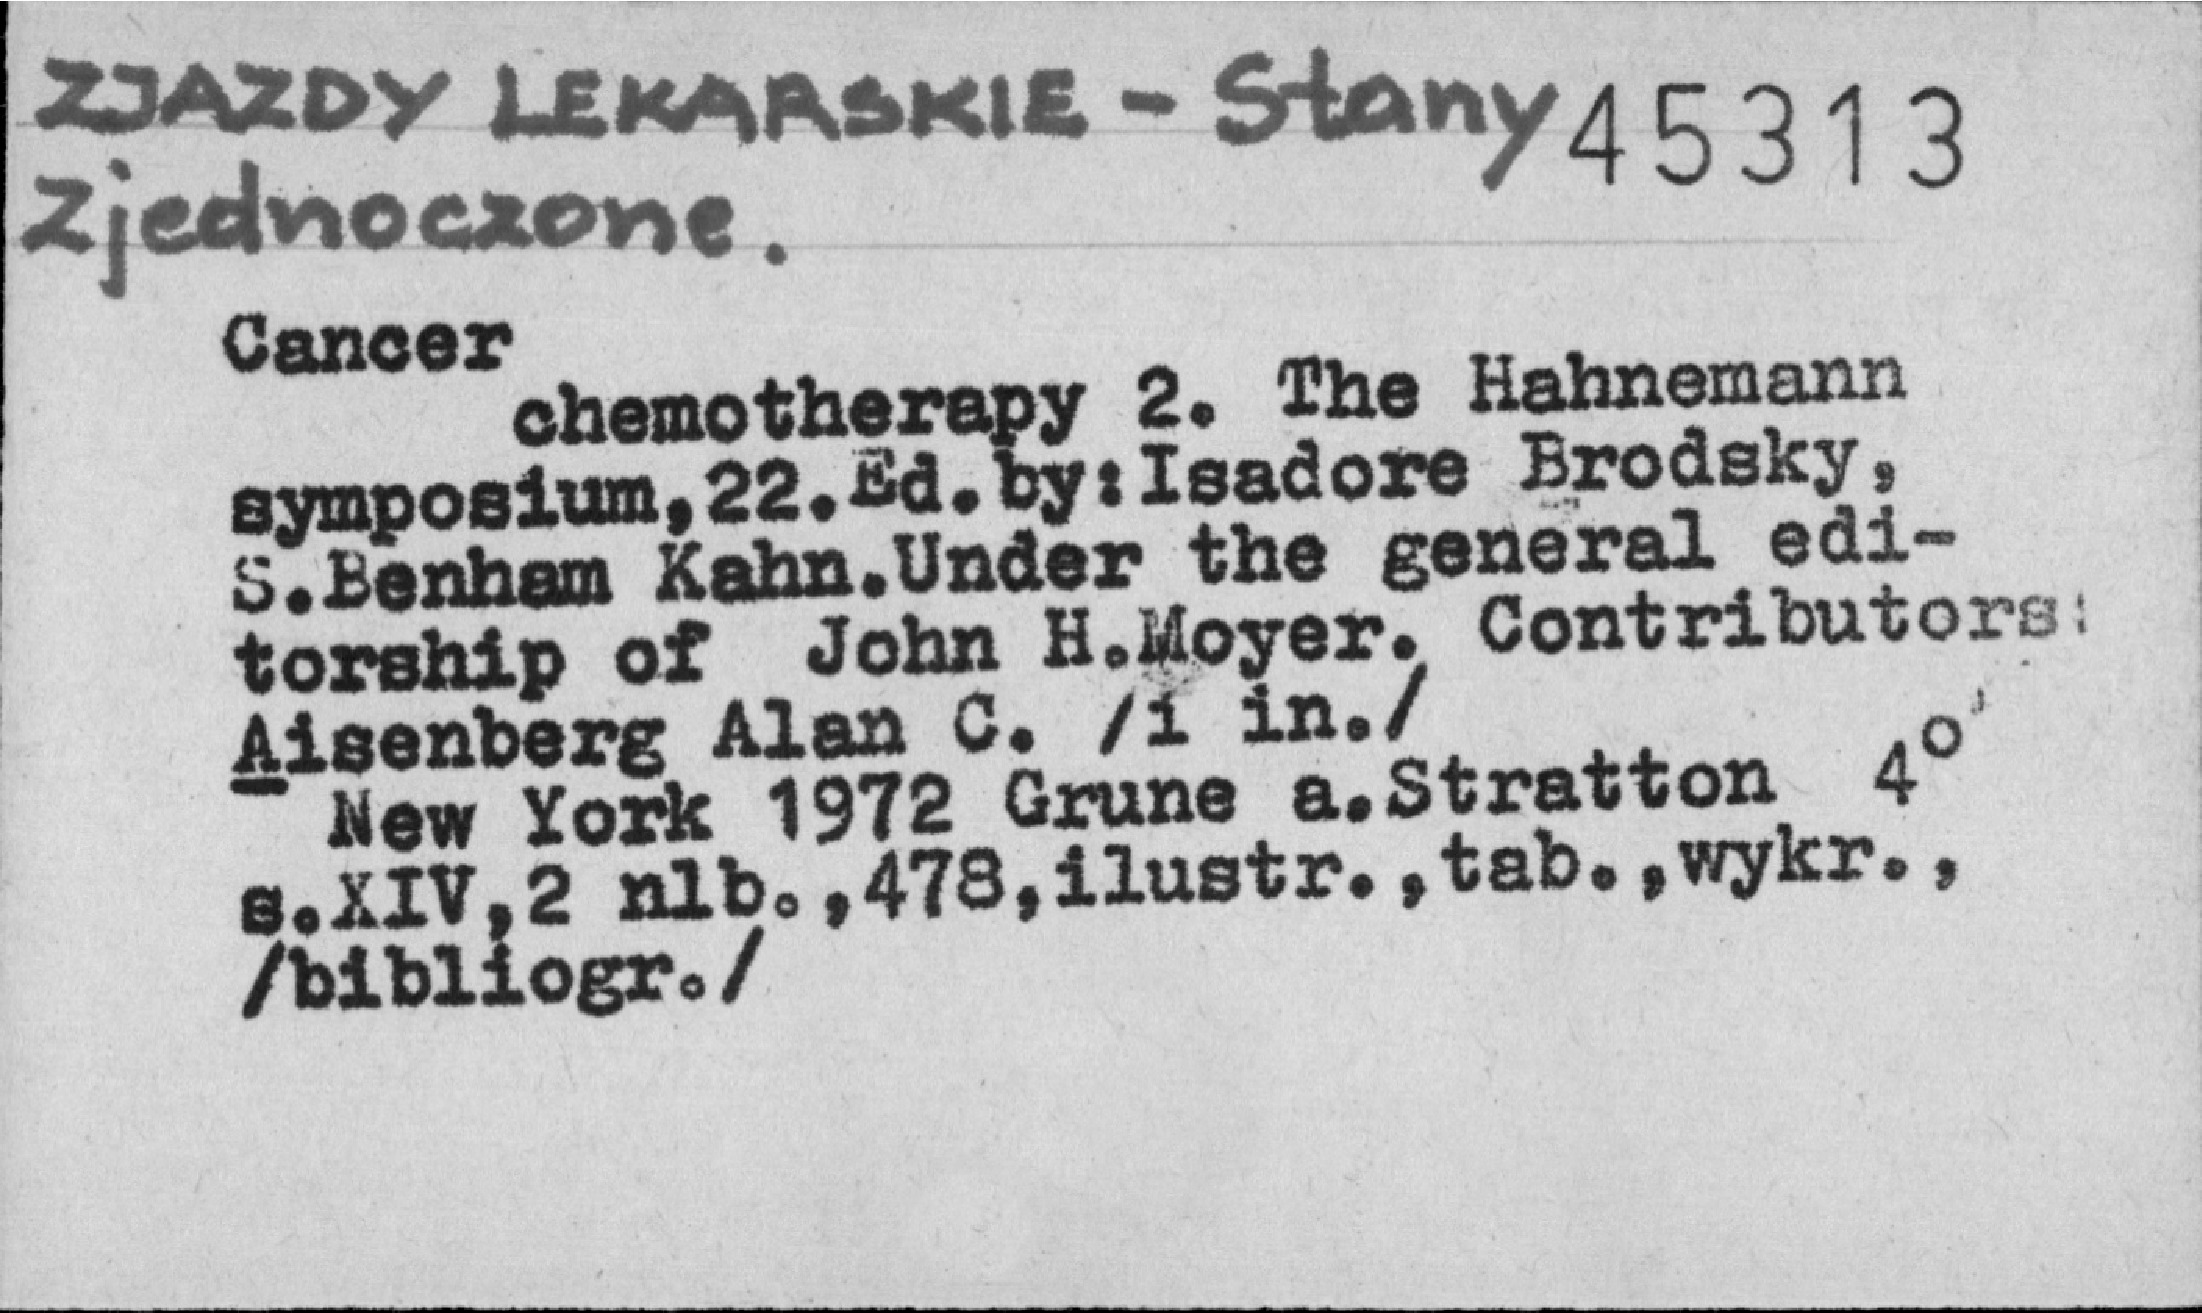 ZJAZDY LEKARSKIE - Stany 45313
Zjednoczone.
Cancer
chemotherapy 2. The Hahnemann
symposium,22.Ed.by:Isadore Brodsky,
S.Benham Kahn.Under the general edi-
torship of John H.Moyer. Contributors:
Aisenberg Alan C. /i in./
New York 1972 Grune a.Stratton 4°
s.XIV,2 nlb.,478,ilustr.,tab.,wykr.,
/bibliogr./